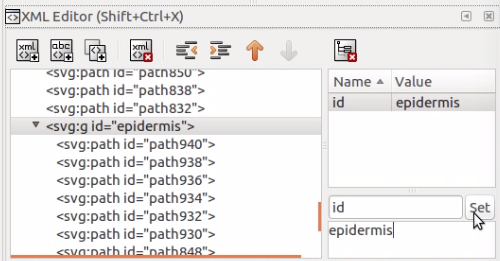 XML Editor (Shift+Ctrl+X)
xml
abc
xml
<svg:path id="path850">
<svg:path id="path838">
<svg:path id="path832">
<svg:g id="epidermis">
<svg:path id="path940">
<svg:path id="path938">
<svg:path id="path936">
<svg:path id="path934">
<svg:path id="path932">
<svg:path id="path930">
<svg:path id="path848">
Name Value
id epidermis
id Set
epidermis